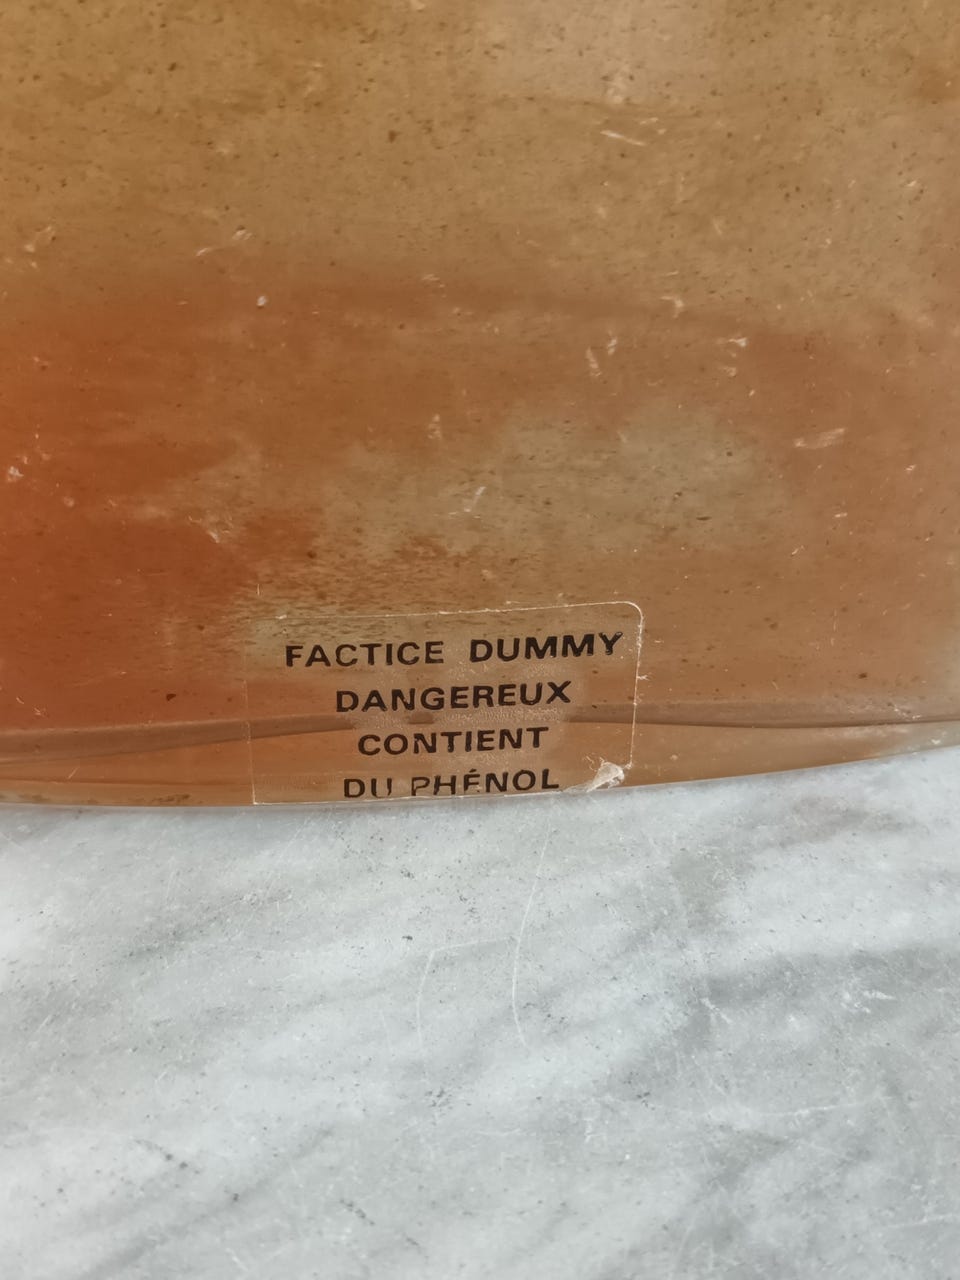 FACTICE DUMMY
DANGEREUX
CONTIENT
DU PHÉNOL